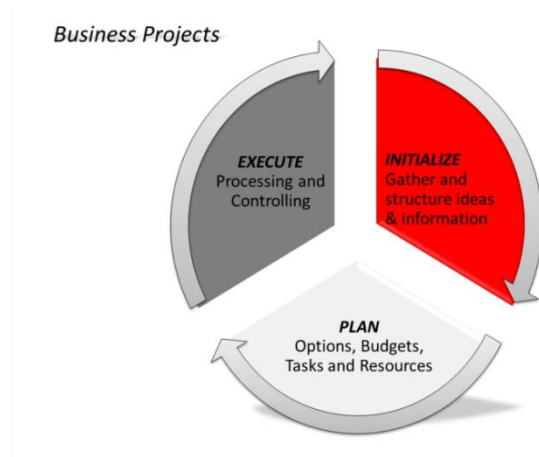 Business Projects
EXECUTE
Processing and
Controlling
INITIALIZE
Gather and
structure ideas
& information
PLAN
Options, Budgets,
Tasks and Resources